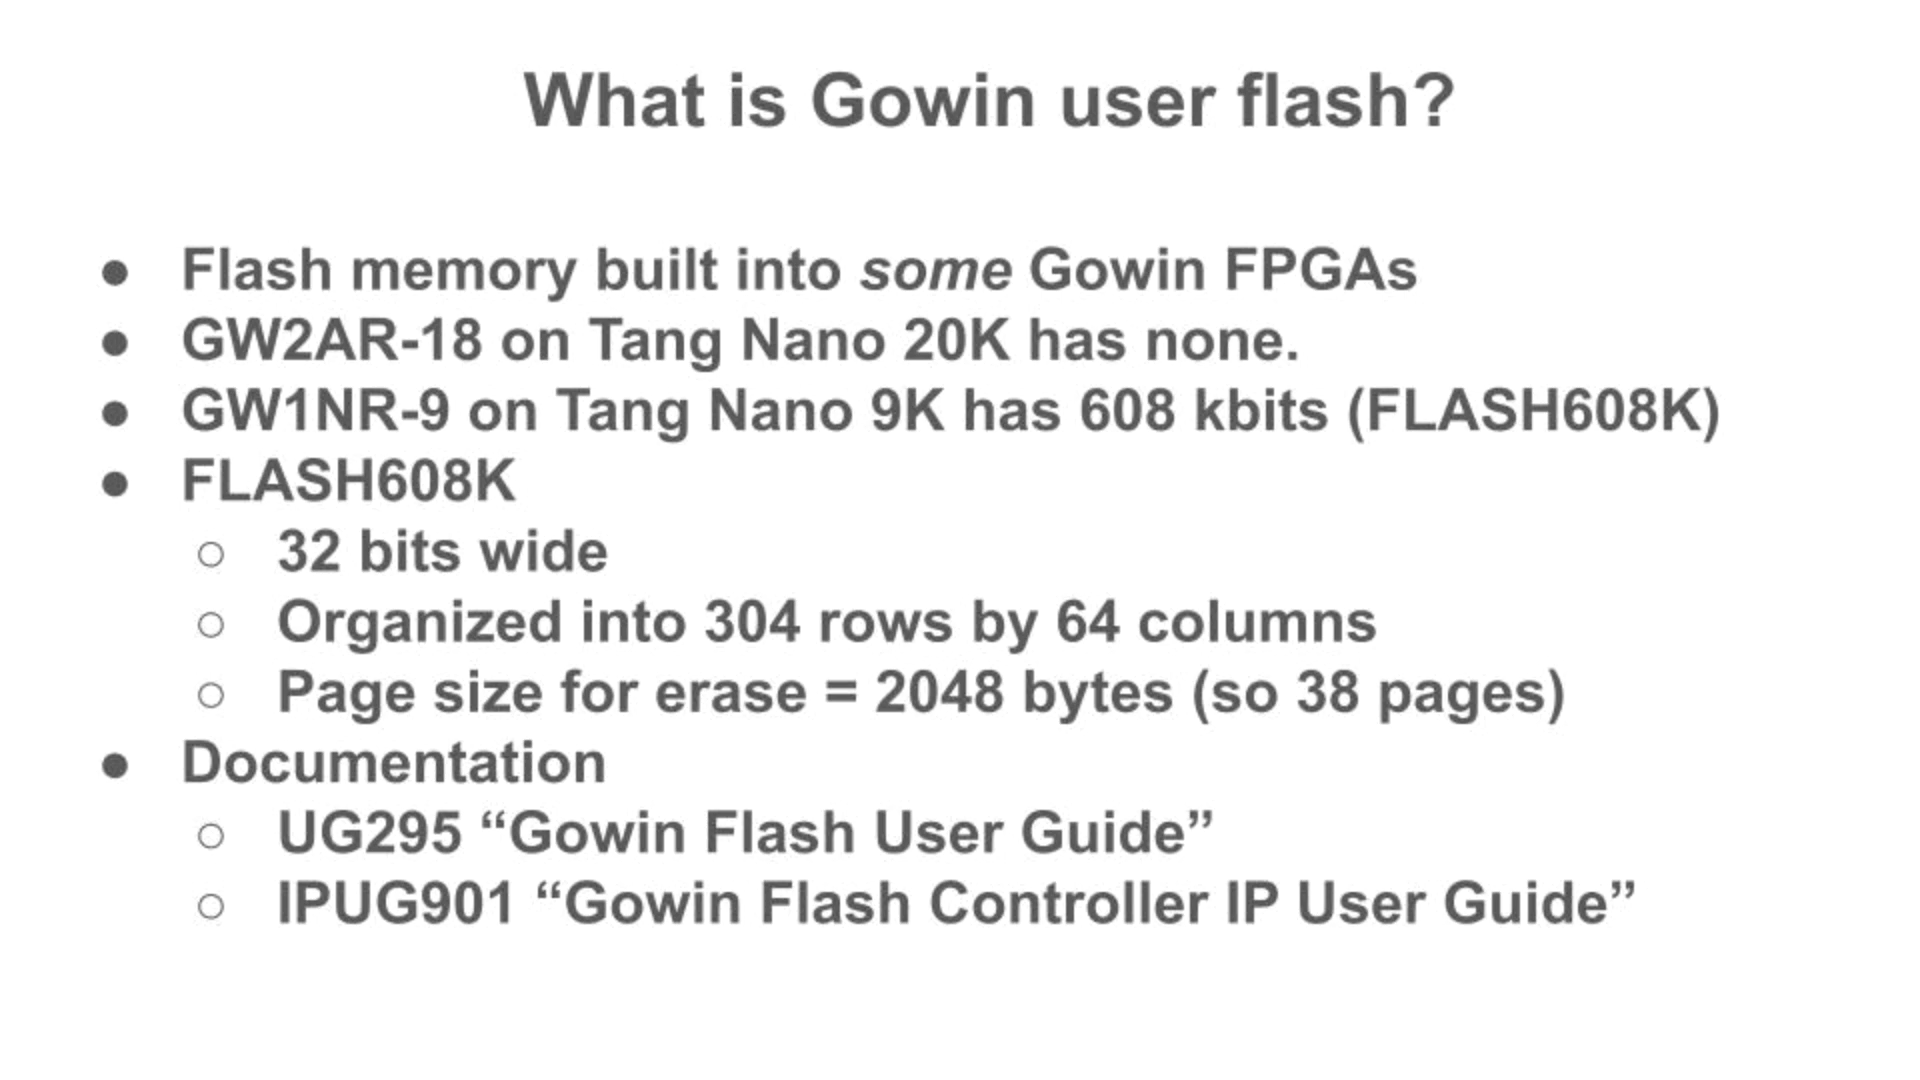 What is Gowin user flash?
● Flash memory built into some Gowin FPGAs
● GW2AR-18 on Tang Nano 20K has none.
● GW1NR-9 on Tang Nano 9K has 608 kbits (FLASH608K)
● FLASH608K
○ 32 bits wide
○ Organized into 304 rows by 64 columns
○ Page size for erase = 2048 bytes (so 38 pages)
● Documentation
○ UG295 “Gowin Flash User Guide”
○ IPUG901 “Gowin Flash Controller IP User Guide”